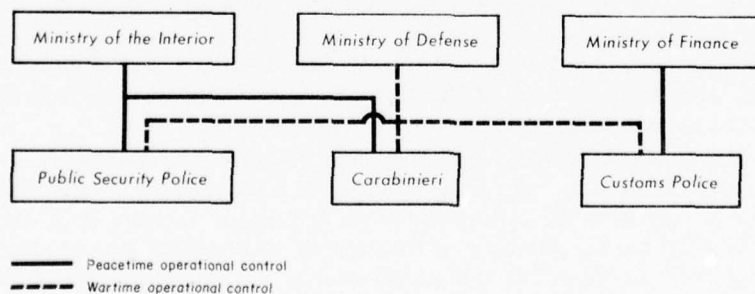 Ministry of the Interior
Ministry of Defense
Ministry of Finance
Public Security Police
Carabinieri
Customs Police
Peacetime operational control
Wartime operational control